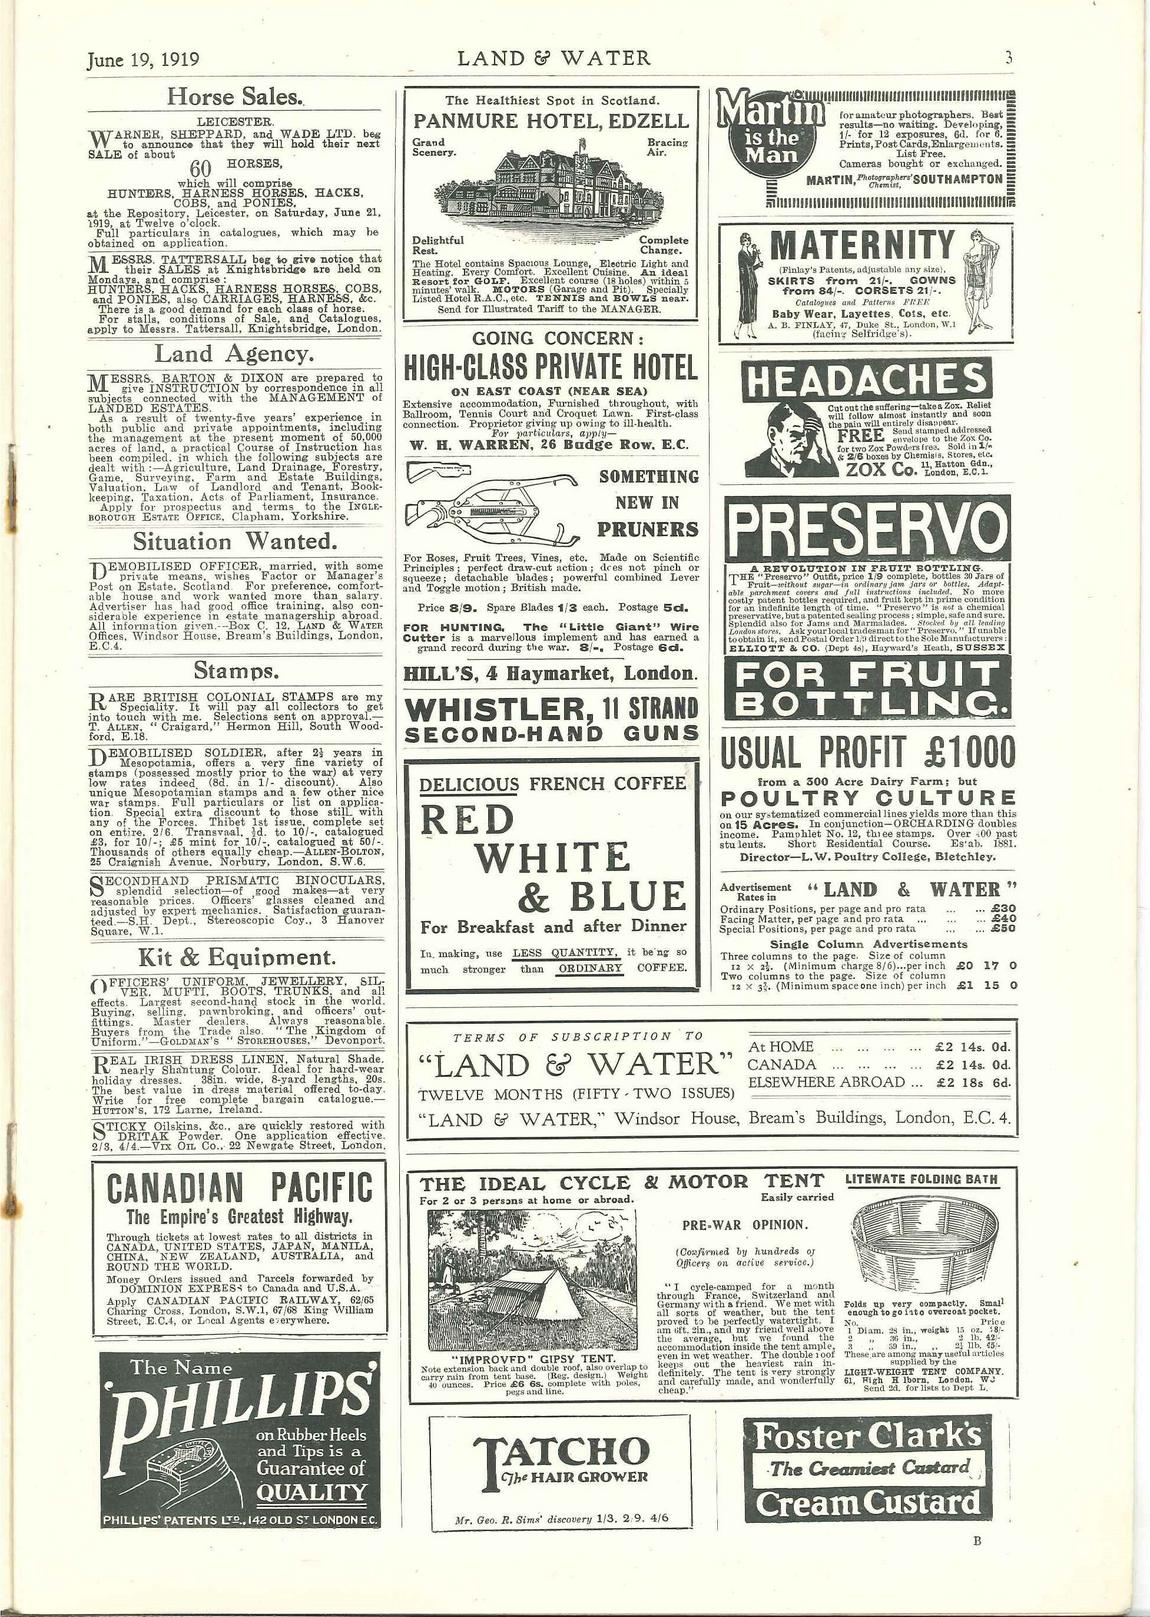 June 19, 1919
LAND & WATER
3
Horse Sales.
LEICESTER.
WARNER, SHEPPARD, and WADE LTD. beg
to announce that they will hold their next
SALE of about
60 HORSES,
which will comprise
HUNTERS, HARNESS HORSES, HACKS,
COBS, and PONIES,
at the Repository, Leicester, on Saturday, June 21,
1919, at Twelve o'clock.
Full particulars in catalogues, which may be
obtained on application.
MESSRS. TATTERSALL beg to give notice that
their SALES at Knightsbridge are held on
Mondays, and comprise:
HUNTERS, HACKS, HARNESS HORSES, COBS,
and PONIES, also CARRIAGES, HARNESS, &c.
There is a good demand for each class of horse.
For stalls, conditions of Sale, and Catalogues,
apply to Messrs. Tattersall, Knightsbridge, London.
Land Agency.
MESSRS. BARTON & DIXON are prepared to
give INSTRUCTION by correspondence in all
subjects connected with the MANAGEMENT of
LANDED ESTATES.
As a result of twenty-five years' experience in
both public and private appointments, including
the management at the present moment of 50,000
acres of land, a practical Course of Instruction has
been compiled, in which the following subjects are
dealt with:—Agriculture, Land Drainage, Forestry,
Game, Surveying, Farm and Estate Buildings,
Valuation, Law of Landlord and Tenant, Book-
keeping, Taxation, Acts of Parliament, Insurance.
Apply for prospectus and terms to the INGLE-
BOROUGH ESTATE OFFICE, Clapham, Yorkshire.
Situation Wanted.
DEMOBILISED OFFICER, married, with some
private means, wishes Factor or Manager's
Post on Estate, Scotland. For preference, comfort-
able house and work wanted more than salary.
Advertiser has had good office training, also con-
siderable experience in estate managership abroad.
All information given.—Box C. 12, LAND & WATER
Offices, Windsor House, Bream's Buildings, London,
E.C.4.
Stamps.
RARE BRITISH COLONIAL STAMPS are my
Speciality. It will pay all collectors to get
into touch with me. Selections sent on approval.—
T. ALLEN, "Craigard," Hermon Hill, South Wood-
ford, E.18.
DEMOBILISED SOLDIER, after 2½ years in
Mesopotamia, offers a very fine variety of
stamps (possessed mostly prior to the war) at very
low rates indeed (8d. in 1/- discount). Also
unique Mesopotamian stamps and a few other nice
war stamps. Full particulars or list on applica-
tion. Special extra discount to those still with
any of the Forces. Thibet 1st issue, complete set
on entire, 2/6. Transvaal, ½d. to 10/-, catalogued
£3, for 10/-; £5 mint for 10/-, catalogued at 50/-.
Thousands of others equally cheap.—ALLEN-BOLTON,
25 Craignish Avenue, Norbury, London, S.W.6.
SECONDHAND PRISMATIC BINOCULARS,
splendid selection—of good makes—at very
reasonable prices. Officers' glasses cleaned and
adjusted by expert mechanics. Satisfaction guaran-
teed.—S.H. Dept., Stereoscopic Coy., 3 Hanover
Square, W.1.
Kit & Equipment.
OFFICERS' UNIFORM, JEWELLERY, SIL-
VER, MUFTI, BOOTS, TRUNKS, and all
effects. Largest second-hand stock in the world.
Buying, selling, pawnbroking, and officers' out-
fittings. Master dealers. Always reasonable.
Buyers from the Trade also. "The Kingdom of
Uniform."—GOLDMAN'S "STOREHOUSES," Devonport.
REAL IRISH DRESS LINEN, Natural Shade.
nearly Shantung Colour. Ideal for hard-wear
holiday dresses. 38in. wide, 8-yard lengths, 20s.
The best value in dress material offered to-day.
Write for free complete bargain catalogue.—
HUTTON'S, 172 Larne, Ireland.
STICKY Oilskins, &c., are quickly restored with
DRITAK Powder. One application effective.
2/3, 4/4.—VIX OIL CO., 22 Newgate Street, London.
CANADIAN PACIFIC
The Empire's Greatest Highway.
Through tickets at lowest rates to all districts in
CANADA, UNITED STATES, JAPAN, MANILA,
CHINA, NEW ZEALAND, AUSTRALIA, and
ROUND THE WORLD.
Money Orders issued and Parcels forwarded by
DOMINION EXPRESS to Canada and U.S.A.
Apply CANADIAN PACIFIC RAILWAY, 62/65
Charing Cross, London, S.W.1, 67/68 King William
Street, E.C.4, or Local Agents everywhere.
The Name
'PHILLIPS'
on Rubber Heels
and Tips is a
Guarantee of
QUALITY
PHILLIPS' PATENTS LTD., 142 OLD ST LONDON E.C.
The Healthiest Spot in Scotland.
PANMURE HOTEL, EDZELL
Grand
Scenery.
Bracing
Air.
Delightful
Rest.
Complete
Change.
The Hotel contains Spacious Lounge, Electric Light and
Heating. Every Comfort. Excellent Cuisine. An ideal
Resort for GOLF. Excellent course (18 holes) within 5
minutes' walk. MOTORS (Garage and Pit). Specially
Listed Hotel R.A.C., etc. TENNIS and BOWLS near.
Send for Illustrated Tariff to the MANAGER.
GOING CONCERN:
HIGH-CLASS PRIVATE HOTEL
ON EAST COAST (NEAR SEA)
Extensive accommodation, Furnished throughout, with
Ballroom, Tennis Court and Croquet Lawn. First-class
connection. Proprietor giving up owing to ill-health.
For particulars, apply—
W. H. WARREN, 26 Budge Row, E.C.
SOMETHING
NEW IN
PRUNERS
For Roses, Fruit Trees, Vines, etc. Made on Scientific
Principles; perfect draw-cut action; does not pinch or
squeeze; detachable blades; powerful combined Lever
and Toggle motion; British made.
Price 8/9. Spare Blades 1/3 each. Postage 5d.
FOR HUNTING, The "Little Giant" Wire
Cutter is a marvellous implement and has earned a
grand record during the war. 8/-, Postage 6d.
HILL'S, 4 Haymarket, London.
WHISTLER, 11 STRAND
SECOND-HAND GUNS
DELICIOUS FRENCH COFFEE
RED
WHITE
& BLUE
For Breakfast and after Dinner
In making, use LESS QUANTITY, it being so
much stronger than ORDINARY COFFEE.
Martin
is the
Man
for amateur photographers. Best
results—no waiting. Developing,
1/- for 12 exposures, 6d. for 6.
Prints, Post Cards, Enlargements.
List Free.
Cameras bought or exchanged.
MARTIN, Photographers' Chemist, SOUTHAMPTON
MATERNITY
(Finlay's Patents, adjustable any size).
SKIRTS from 21/-. GOWNS
from 84/-. CORSETS 21/-.
Catalogues and Patterns FREE
Baby Wear, Layettes, Cots, etc.
A. B. FINLAY, 47, Duke St., London, W.1
(facing Selfridge's).
HEADACHES
Cut out the suffering—take a Zox. Relief
will follow almost instantly and soon
the pain will entirely disappear.
FREE Send stamped addressed
envelope to the Zox Co.
for two Zox Powders free. Sold in 1/-
& 2/6 boxes by Chemists, Stores, etc.
ZOX Co. 11, Hatton Gdn.,
London, E.C.1.
PRESERVO
A REVOLUTION IN FRUIT BOTTLING.
THE "Preservo" Outfit, price 1/9 complete, bottles 30 Jars of
Fruit—without sugar—in ordinary jam jars or bottles. Adapt-
able parchment covers and full instructions included. No more
costly patent bottles required, and fruit kept in prime condition
for an indefinite length of time. "Preservo" is not a chemical
preservative, but a patented sealing process; simple, safe and sure.
Splendid also for Jams and Marmalades. Stocked by all leading
London stores. Ask your local tradesman for "Preservo." If unable
to obtain it, send Postal Order 1/9 direct to the Sole Manufacturers:
ELLIOTT & CO. (Dept 48), Hayward's Heath, SUSSEX
FOR FRUIT
BOTTLING.
USUAL PROFIT £1000
from a 300 Acre Dairy Farm; but
POULTRY CULTURE
on our systematized commercial lines yields more than this
on 15 Acres. In conjunction—ORCHARDING doubles
income. Pamphlet No. 12, three stamps. Over 400 past
students. Short Residential Course. Estab. 1881.
Director—L.W. Poultry College, Bletchley.
Advertisement
Rates in
"LAND & WATER"
Ordinary Positions, per page and pro rata ... ... £30
Facing Matter, per page and pro rata ... ... ... £40
Special Positions, per page and pro rata ... ... £50
Single Column Advertisements
Three columns to the page. Size of column
12 × 2¼. (Minimum charge 8/6)...per inch £0 17 0
Two columns to the page. Size of column
12 × 3¾. (Minimum space one inch) per inch £1 15 0
TERMS OF SUBSCRIPTION TO
"LAND & WATER"
TWELVE MONTHS (FIFTY-TWO ISSUES)
At HOME ... ... ... ... £2 14s. 0d.
CANADA ... ... ... ... £2 14s. 0d.
ELSEWHERE ABROAD ... £2 18s 6d.
"LAND & WATER," Windsor House, Bream's Buildings, London, E.C. 4.
THE IDEAL CYCLE & MOTOR TENT
For 2 or 3 persons at home or abroad.
Easily carried
"IMPROVED" GIPSY TENT.
Note extension back and double roof, also overlap to
carry rain from tent base. (Reg. design.) Weight
40 ounces. Price £6 6s. complete with poles,
pegs and line.
PRE-WAR OPINION.
(Confirmed by hundreds of
Officers on active service.)
"I cycle-camped for a month
through France, Switzerland and
Germany with a friend. We met with
all sorts of weather, but the tent
proved to be perfectly watertight. I
am 6ft. 2in., and my friend well above
the average, but we found the
accommodation inside the tent ample,
even in wet weather. The double roof
keeps out the heaviest rain in-
definitely. The tent is very strongly
and carefully made, and wonderfully
cheap."
LITEWATE FOLDING BATH
Folds up very compactly. Small
enough to go into overcoat pocket.
No. Price
1 Diam. 28 in., weight 15 oz. 38/-
2 ,, 36 in., ,, 2 lb. 42/-
3 ,, 39 in., ,, 2½ lb. 45/-
These are among many useful articles
supplied by the
LIGHT-WEIGHT TENT COMPANY.
61, High Holborn, London, WC
Send 2d. for lists to Dept L.
TATCHO
The HAIR GROWER
Mr. Geo. R. Sims' discovery 1/3, 2/9, 4/6
Foster Clark's
The Creamiest Custard
Cream Custard
B